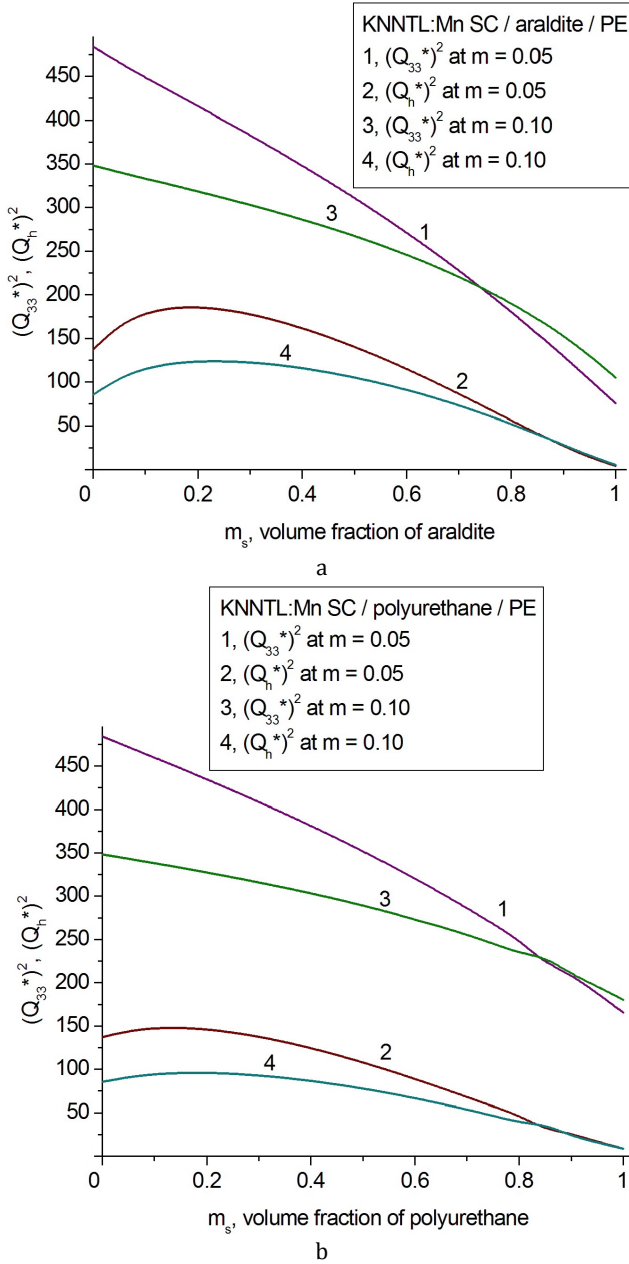 KNNTL:Mn SC / araldite / PE
1, (Q₃₃*)² at m = 0.05
2, (Qₕ*)² at m = 0.05
3, (Q₃₃*)² at m = 0.10
4, (Qₕ*)² at m = 0.10
450
400
350
300
250
200
150
100
50
(Q₃₃*)², (Qₕ*)²
3
1
4
2
0 0.2 0.4 0.6 0.8 1
mₛ, volume fraction of araldite
a
KNNTL:Mn SC / polyurethane / PE
1, (Q₃₃*)² at m = 0.05
2, (Qₕ*)² at m = 0.05
3, (Q₃₃*)² at m = 0.10
4, (Qₕ*)² at m = 0.10
450
400
350
300
250
200
150
100
50
(Q₃₃*)², (Qₕ*)²
3
1
2
4
0 0.2 0.4 0.6 0.8 1
mₛ, volume fraction of polyurethane
b